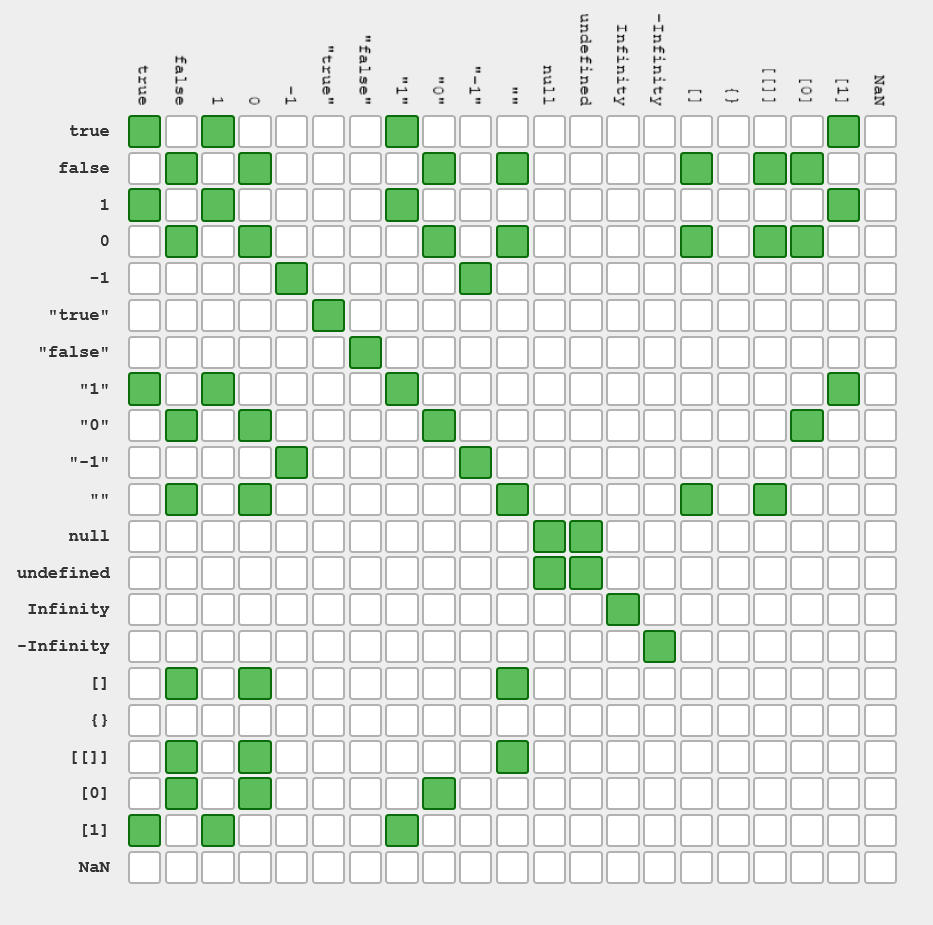 true
false
1
0
-1
"true"
"false"
"1"
"0"
"-1"
""
null
undefined
Infinity
-Infinity
[]
{}
[[]]
[0]
[1]
NaN
true
false
1
0
-1
"true"
"false"
"1"
"0"
"-1"
""
null
undefined
Infinity
-Infinity
[]
{}
[[]]
[0]
[1]
NaN